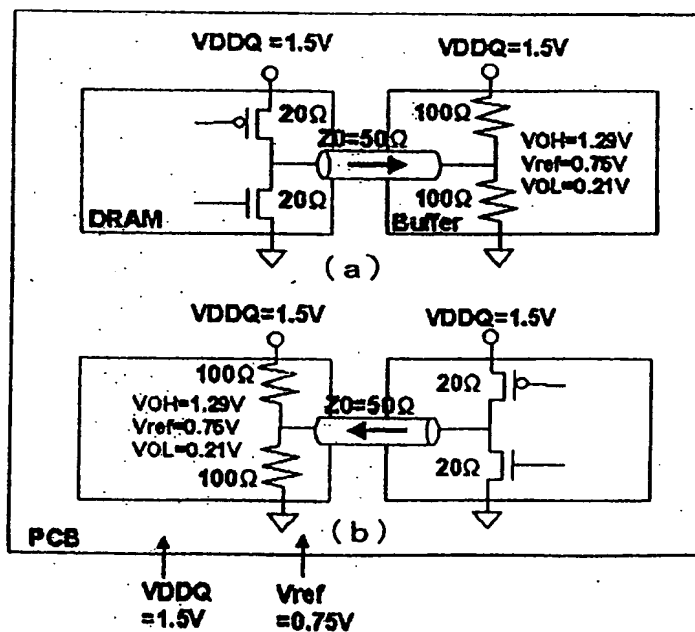 VDDQ =1.5V
VDDQ=1.5V
20Ω
20Ω
Z0=50Ω
100Ω
100Ω
VOH=1.29V
Vref=0.75V
VOL=0.21V
DRAM
Buffer
(a)
VDDQ=1.5V
VDDQ=1.5V
100Ω
VOH=1.29V
Vref=0.75V
VOL=0.21V
100Ω
Z0=50Ω
20Ω
20Ω
(b)
PCB
VDDQ
=1.5V
Vref
=0.75V